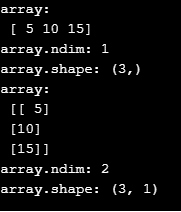 array:
[ 5 10 15]
array.ndim: 1
array.shape: (3,)
array:
[[ 5]
[10]
[15]]
array.ndim: 2
array.shape: (3, 1)